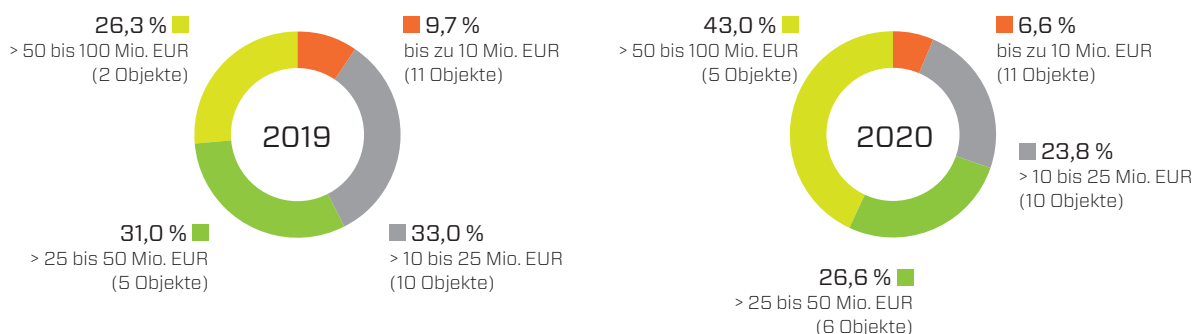 26,3 %
> 50 bis 100 Mio. EUR
(2 Objekte)
9,7 %
bis zu 10 Mio. EUR
(11 Objekte)
2019
31,0 %
> 25 bis 50 Mio. EUR
(5 Objekte)
33,0 %
> 10 bis 25 Mio. EUR
(10 Objekte)
43,0 %
> 50 bis 100 Mio. EUR
(5 Objekte)
6,6 %
bis zu 10 Mio. EUR
(11 Objekte)
2020
23,8 %
> 10 bis 25 Mio. EUR
(10 Objekte)
26,6 %
> 25 bis 50 Mio. EUR
(6 Objekte)